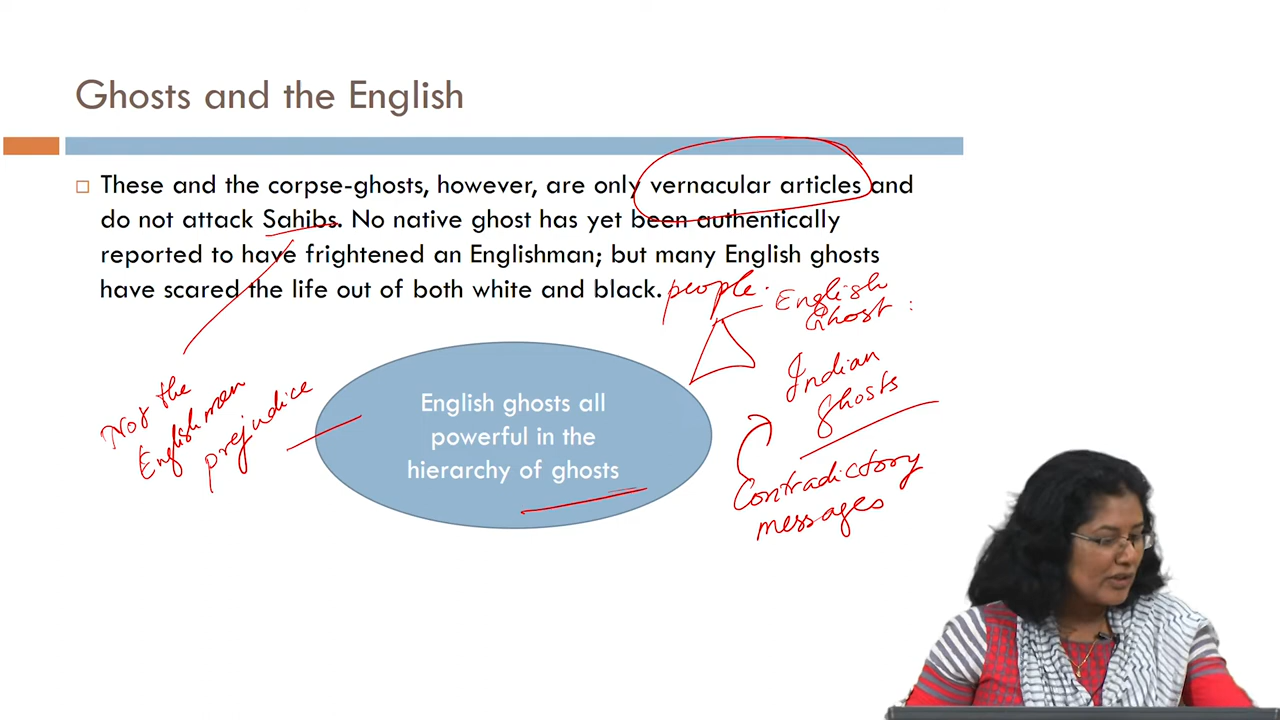 Ghosts and the English
These and the corpse-ghosts, however, are only vernacular articles and
do not attack Sahibs. No native ghost has yet been authentically
reported to have frightened an Englishman; but many English ghosts
have scared the life out of both white and black. people.
English
Ghost :
Indian
ghosts
Contradictory
messages
Not the
Englishman
prejudice
English ghosts all
powerful in the
hierarchy of ghosts